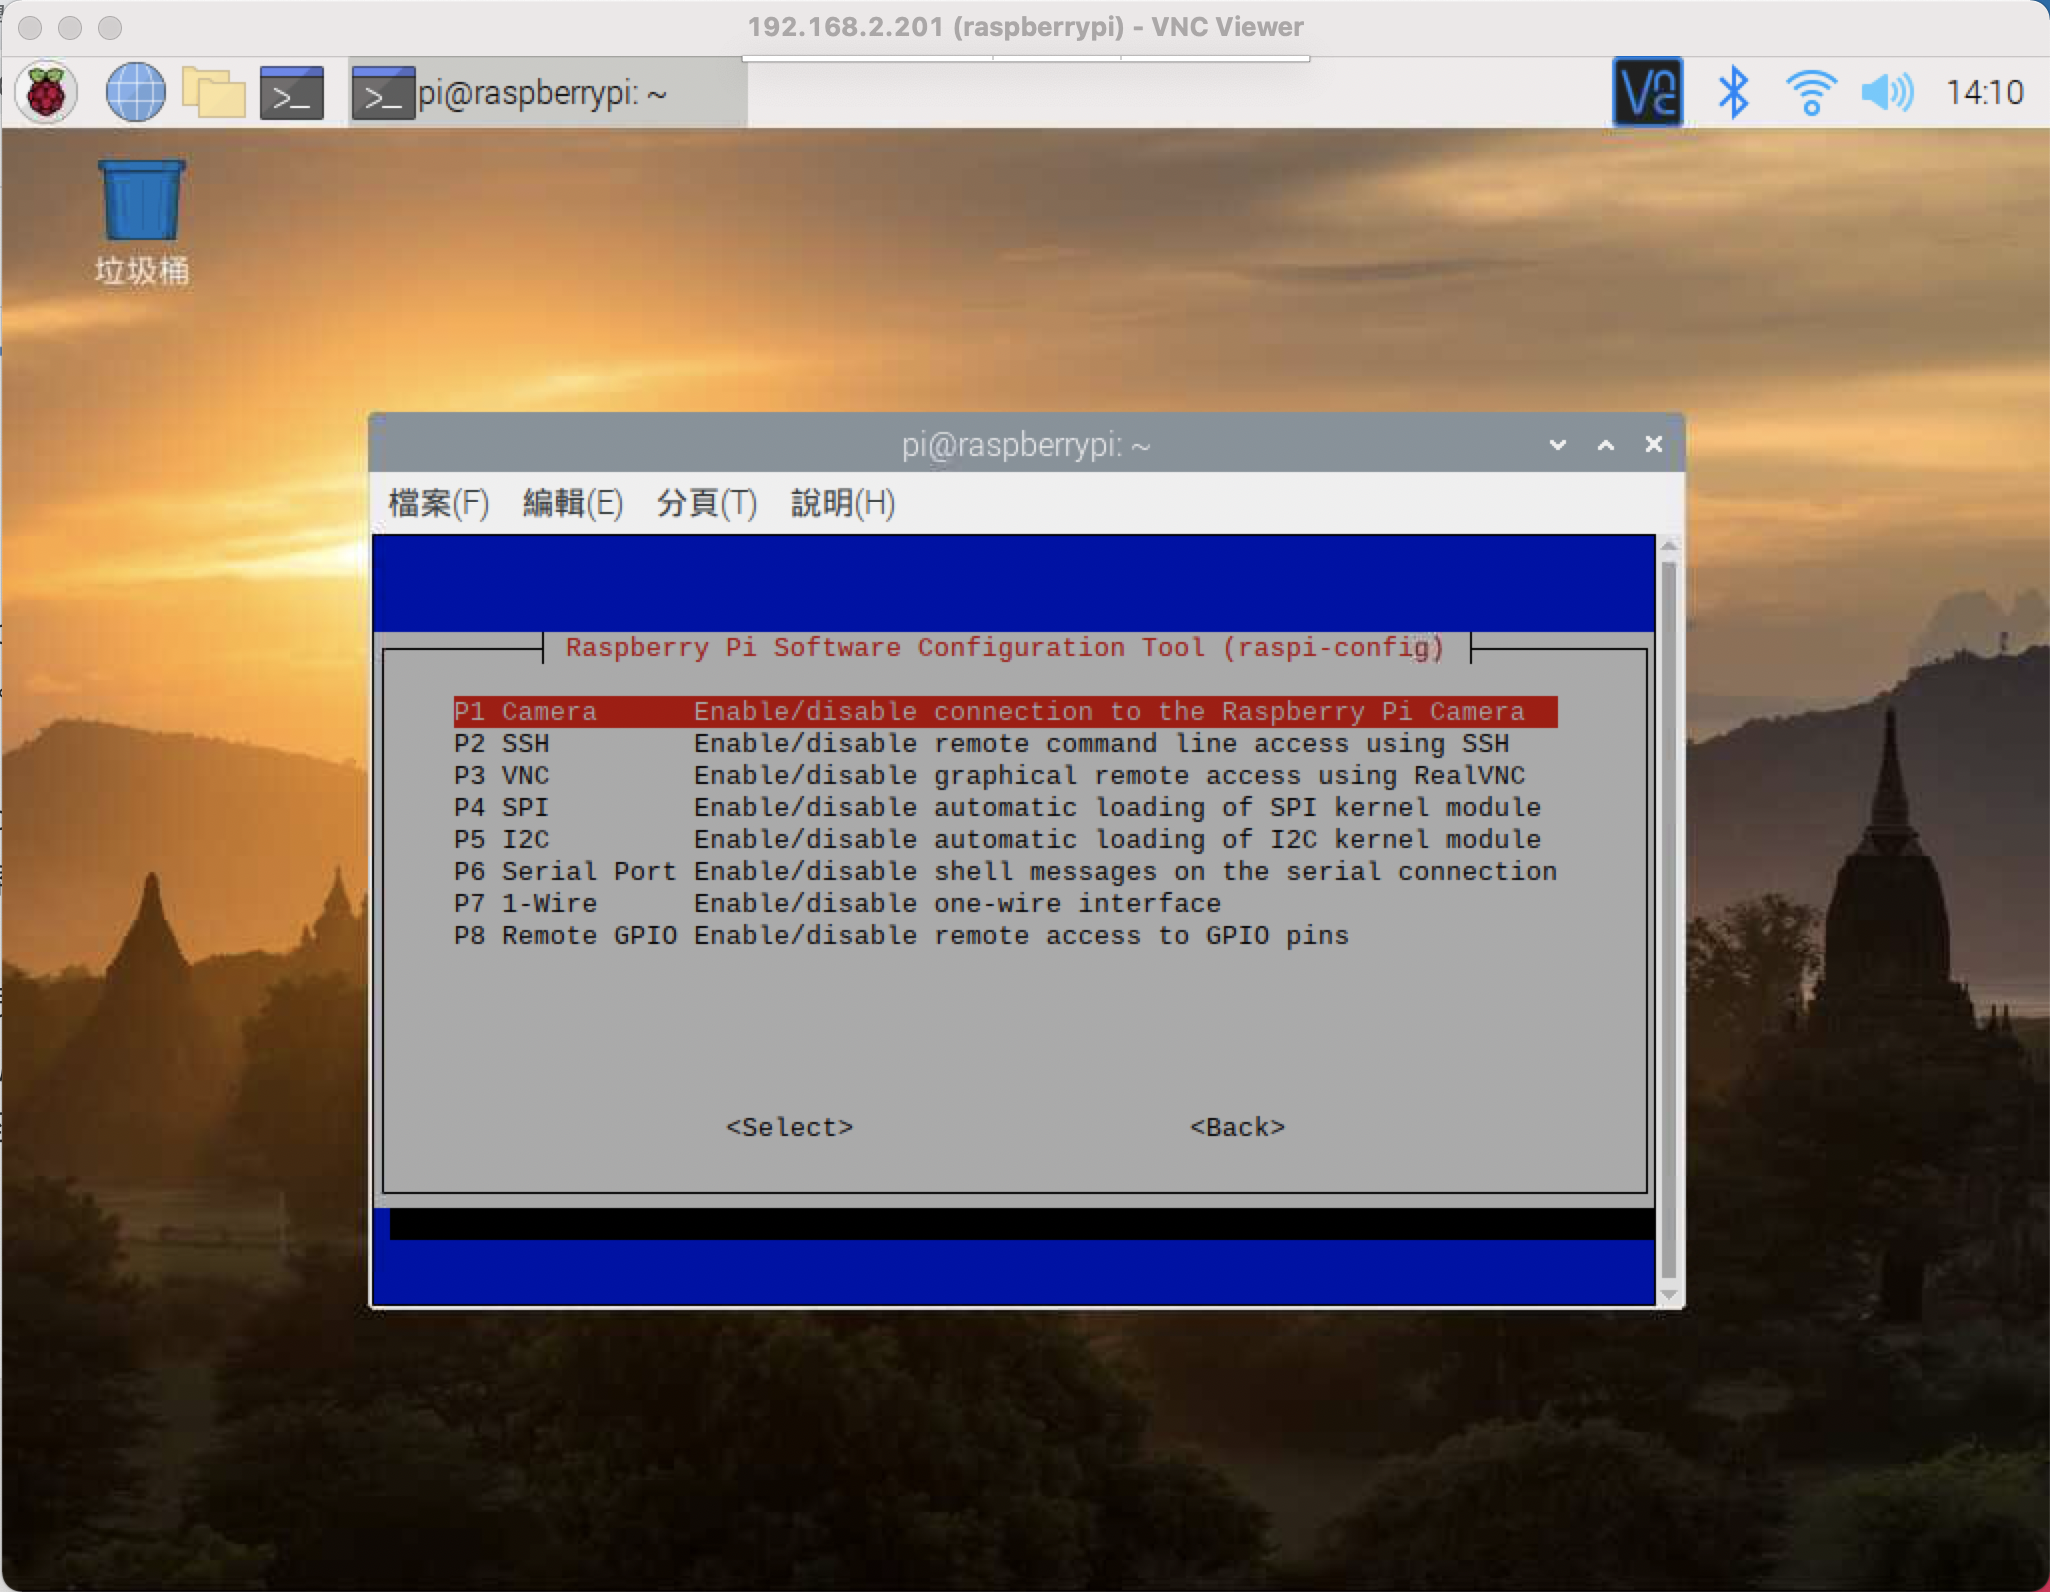 192.168.2.201 (raspberrypi) - VNC Viewer
>_ >_ pi@raspberrypi: ~ 14:10
垃圾桶
pi@raspberrypi: ~
檔案(F) 編輯(E) 分頁(T) 說明(H)
Raspberry Pi Software Configuration Tool (raspi-config)
P1 Camera Enable/disable connection to the Raspberry Pi Camera
P2 SSH Enable/disable remote command line access using SSH
P3 VNC Enable/disable graphical remote access using RealVNC
P4 SPI Enable/disable automatic loading of SPI kernel module
P5 I2C Enable/disable automatic loading of I2C kernel module
P6 Serial Port Enable/disable shell messages on the serial connection
P7 1-Wire Enable/disable one-wire interface
P8 Remote GPIO Enable/disable remote access to GPIO pins
<Select> <Back>